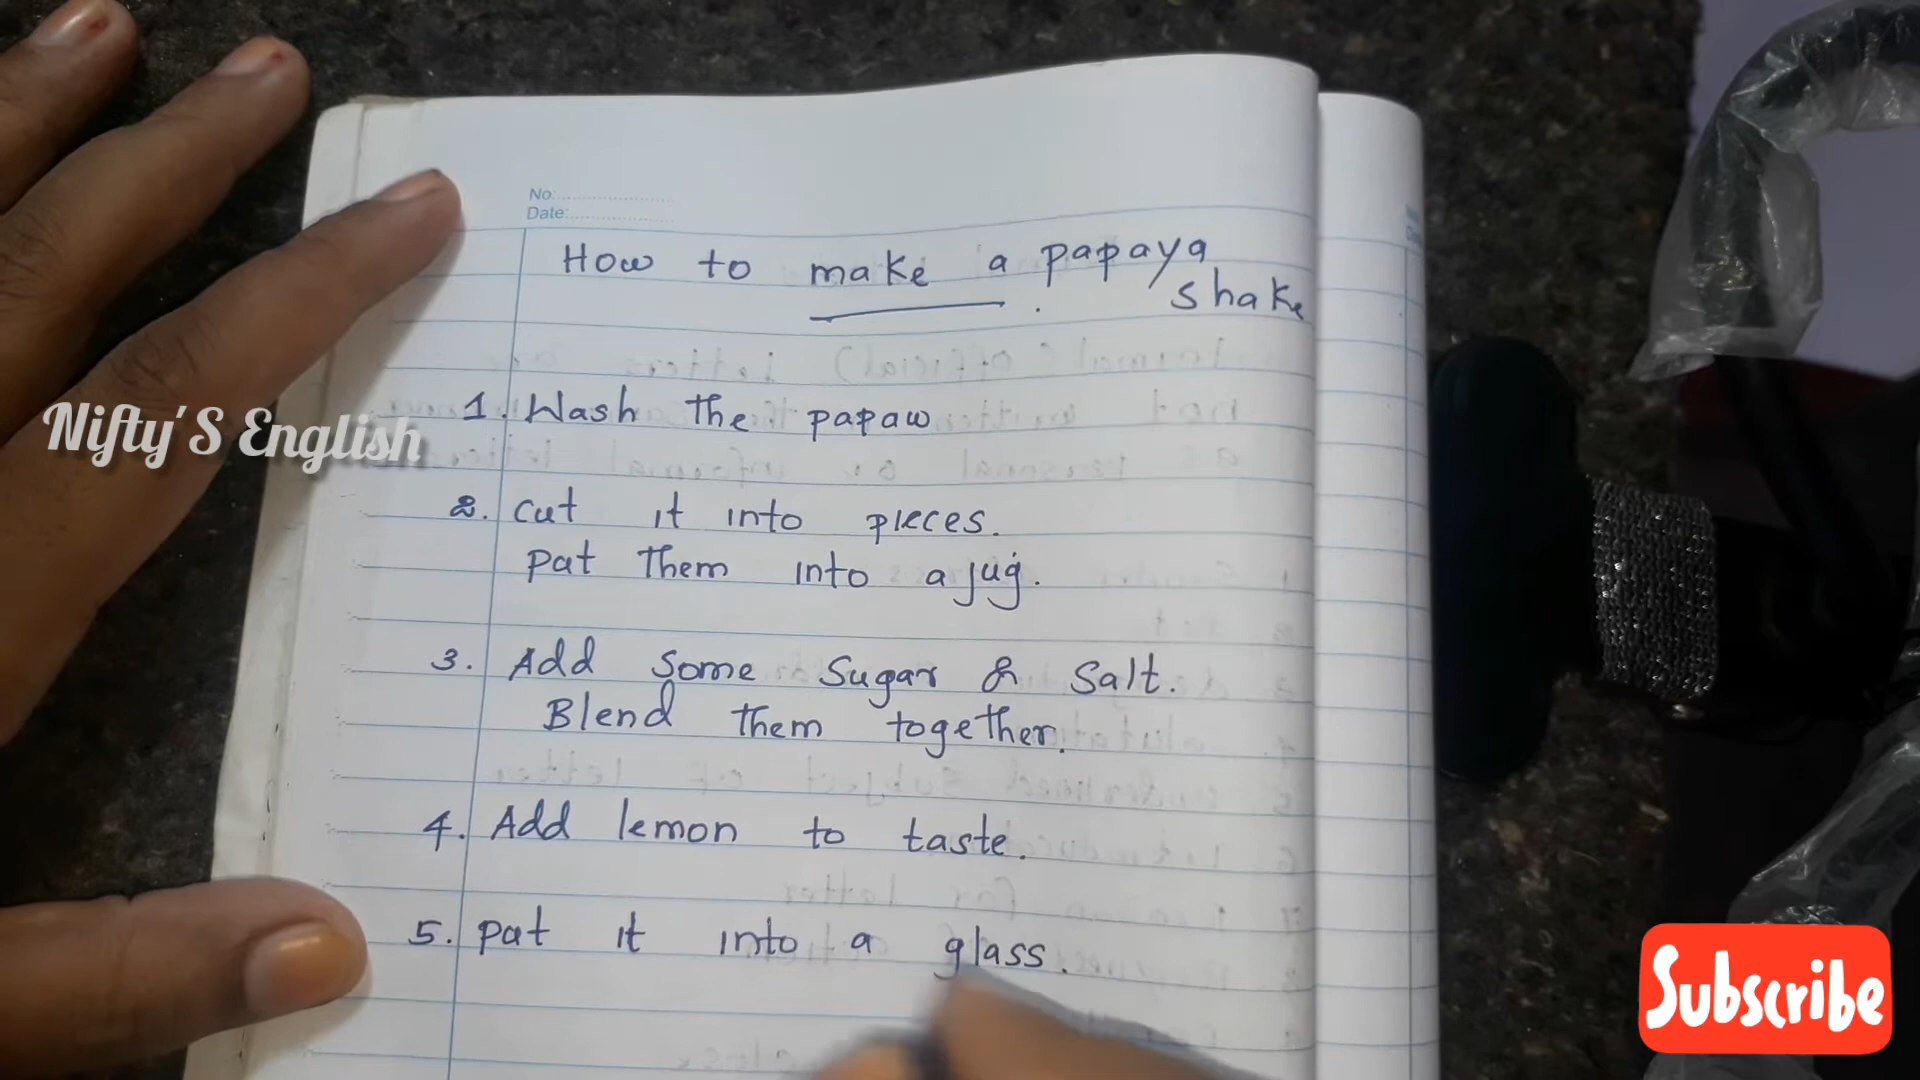 No:
Date:
How to make a papaya
shake
1. Wash the papaw
2. cut it into pieces.
pat them into a jug.
3. Add some sugar & salt.
Blend them together.
4. Add lemon to taste.
5. pat it into a glass.
Nifty'S English
Subscribe